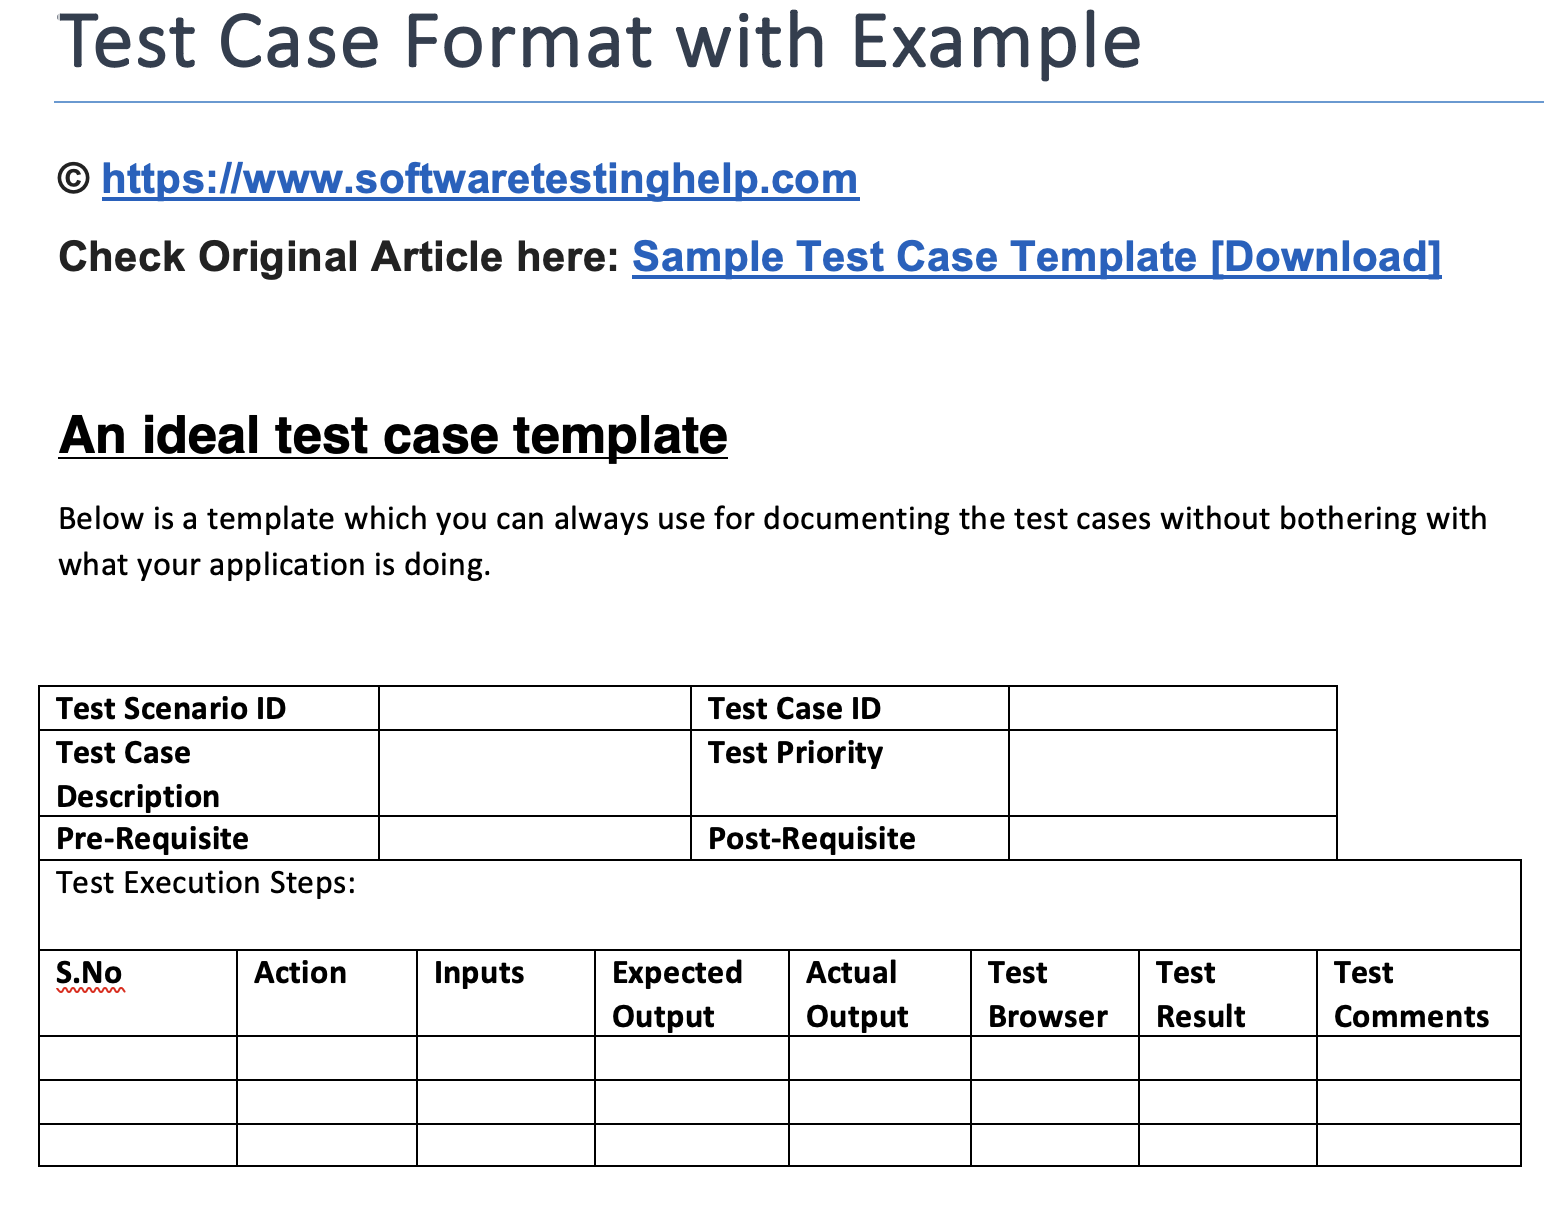 Test Case Format with Example
© https://www.softwaretestinghelp.com
Check Original Article here: Sample Test Case Template [Download]
An ideal test case template
Below is a template which you can always use for documenting the test cases without bothering with
what your application is doing.
Test Scenario ID Test Case ID
Test Case Description Test Priority
Pre-Requisite Post-Requisite
Test Execution Steps:
S.No Action Inputs Expected Output Actual Output Test Browser Test Result Test Comments